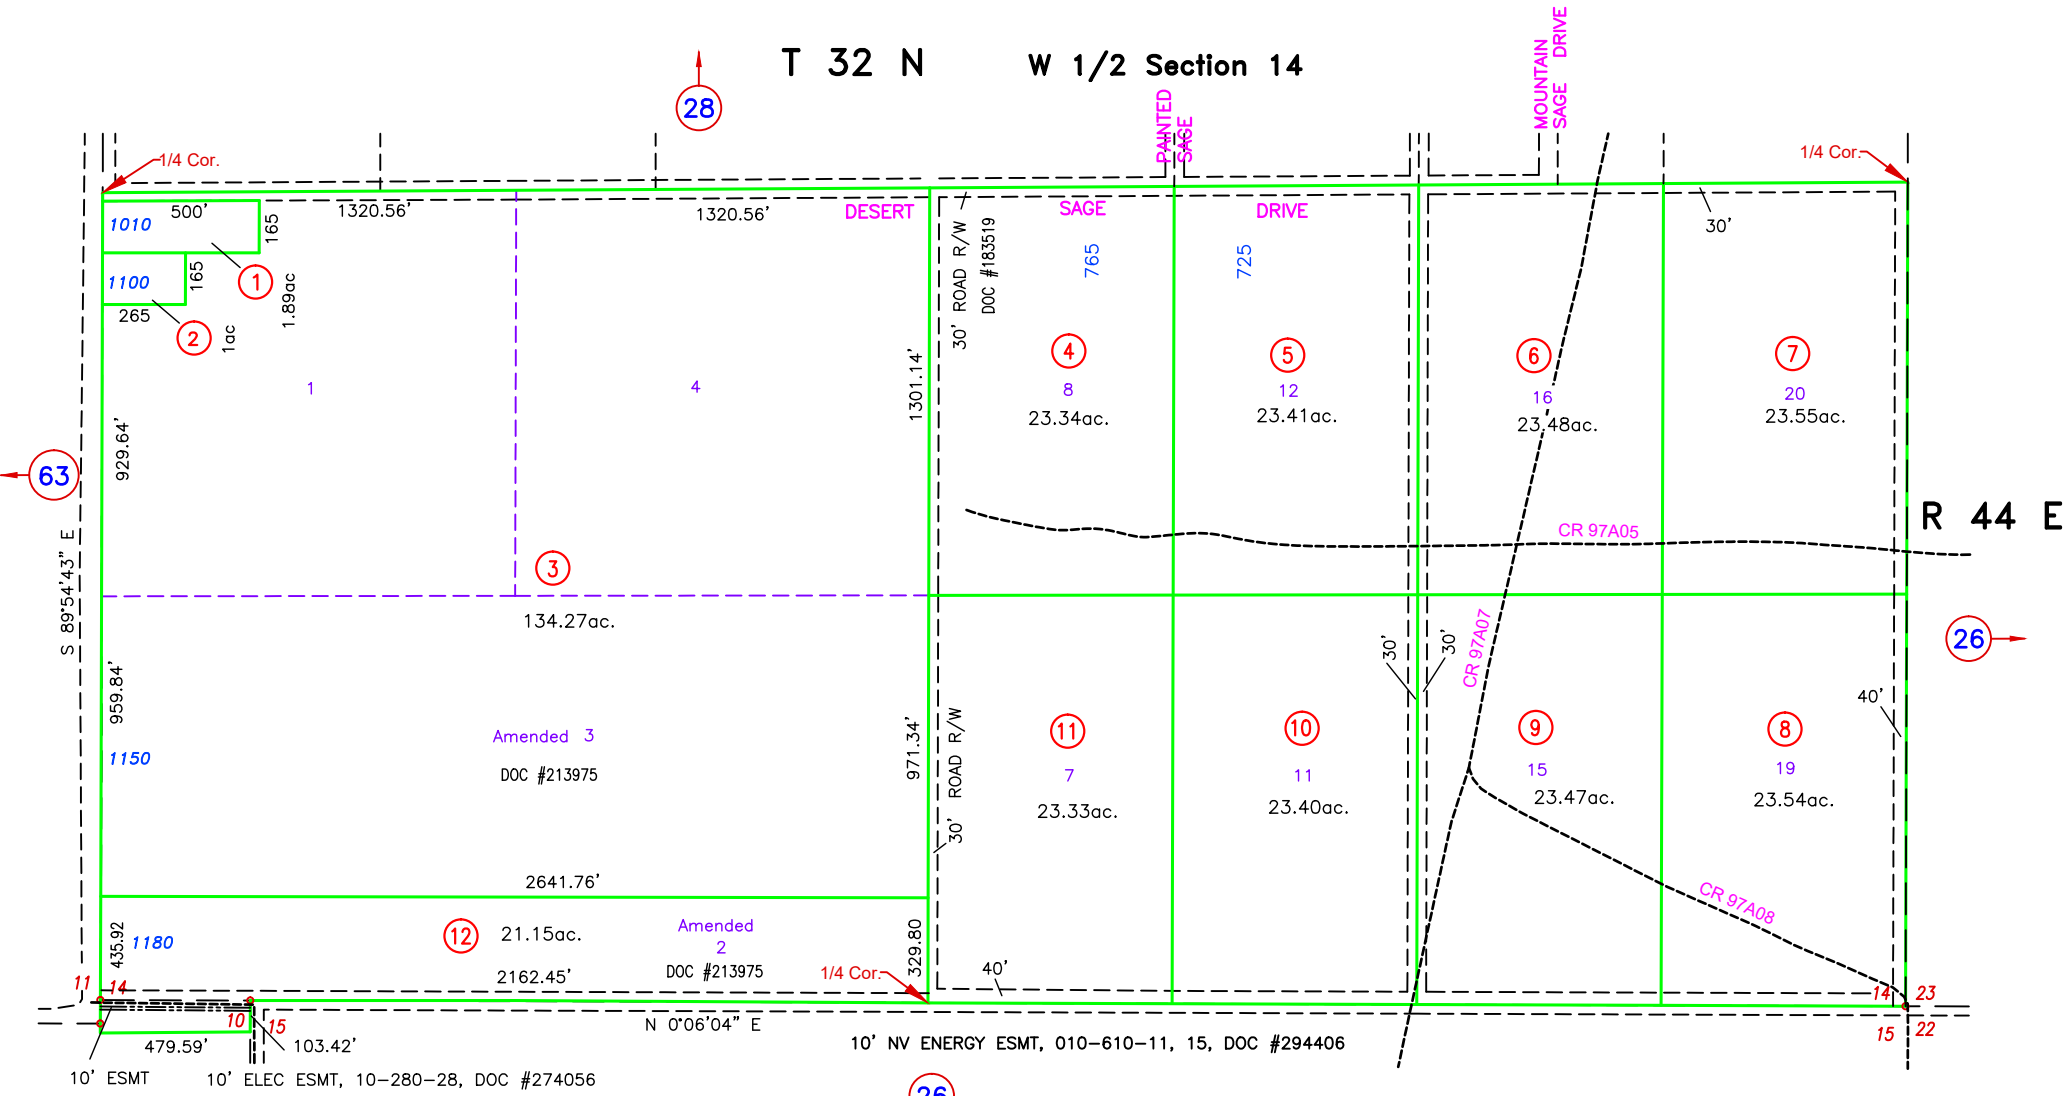 T 32 N
W 1/2 Section 14
MOUNTAIN
SAGE DRIVE
28
PAINTED
SAGE
1/4 Cor.
1/4 Cor.
500'
1320.56'
1320.56'
DESERT
SAGE
DRIVE
30'
1010
165
1
1.89ac
1100
165
265
2
1ac
30' ROAD R/W
DOC #183519
765
725
1
4
1301.14'
4
8
23.34ac.
5
12
23.41ac.
6
16
23.48ac.
7
20
23.55ac.
929.64'
63
R 44 E
CR 97A05
S 89°54'43" E
3
134.27ac.
26
CR 97A07
30'
30'
40'
959.84'
1150
Amended 3
DOC #213975
971.34'
30' ROAD R/W
11
7
23.33ac.
10
11
23.40ac.
9
15
23.47ac.
8
19
23.54ac.
CR 97A08
2641.76'
435.92
1180
12
21.15ac.
Amended
2
DOC #213975
329.80
2162.45'
1/4 Cor.
40'
11
14
14
23
10
15
15
22
N 0°06'04" E
479.59'
103.42'
10' NV ENERGY ESMT, 010-610-11, 15, DOC #294406
10' ESMT
10' ELEC ESMT, 10-280-28, DOC #274056
26